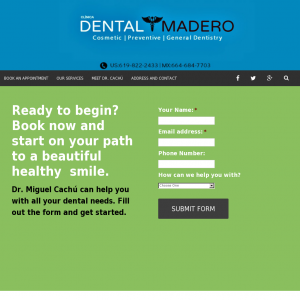 CLINICA
DENTAL MADERO
Cosmetic | Preventive | General Dentistry
(US)619-822-2433 / (MX)664-684-7703
BOOK AN APPOINTMENT OUR SERVICES MEET DR. CACHÚ ADDRESS AND CONTACT
Ready to begin?
Book now and
start on your path
to a beautiful
healthy smile.
Dr. Miguel Cachú can help you
with all your dental needs. Fill
out the form and get started.
Your Name: *
Email address: *
Phone Number:
How can we help you with?
Choose One
SUBMIT FORM